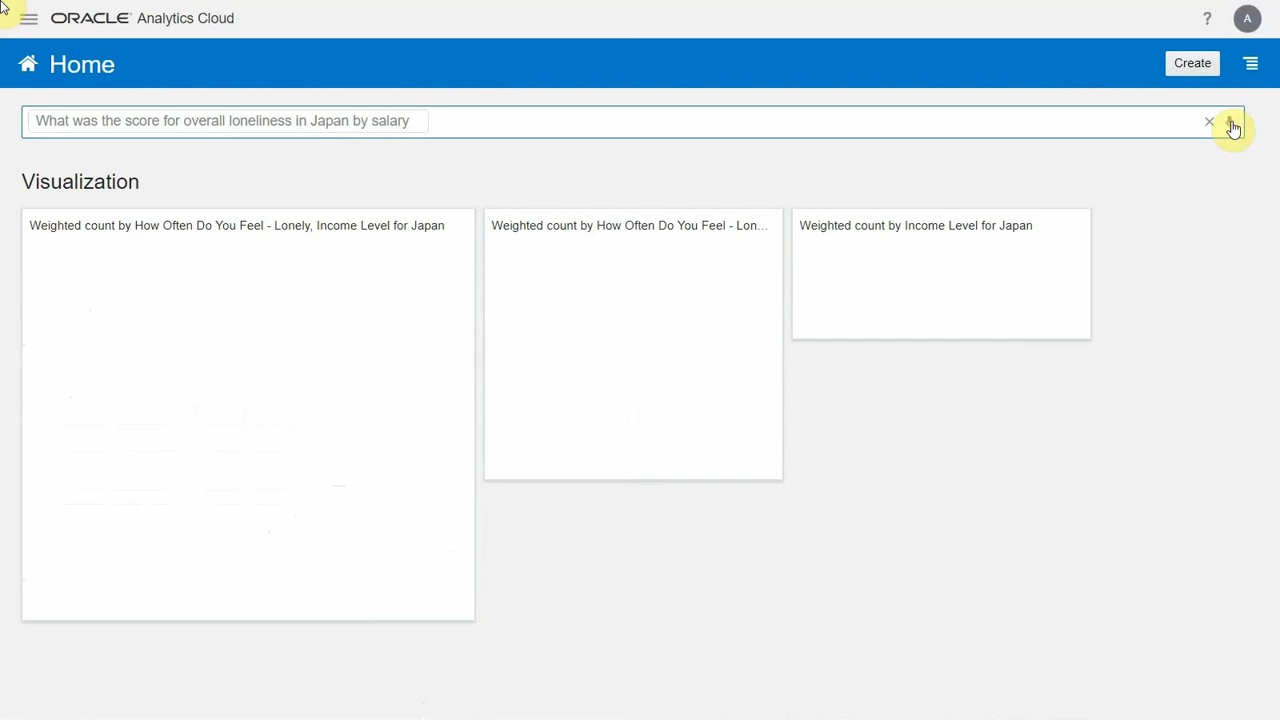 ORACLE Analytics Cloud
?
A
Home
Create
What was the score for overall loneliness in Japan by salary
Visualization
Weighted count by How Often Do You Feel - Lonely, Income Level for Japan
Weighted count by How Often Do You Feel - Lon...
Weighted count by Income Level for Japan